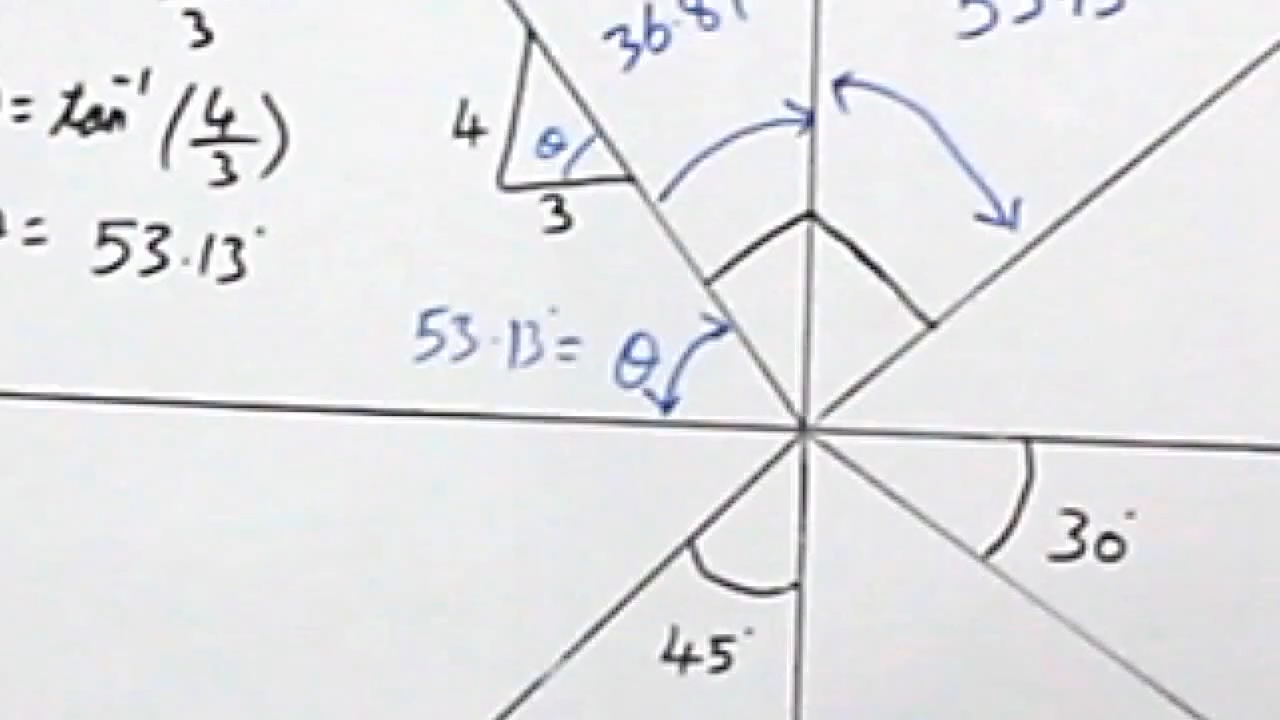 3
= tan⁻¹ (4/3)
= 53.13°
4
θ
3
36.87
53.13
53.13° = θ
30°
45°